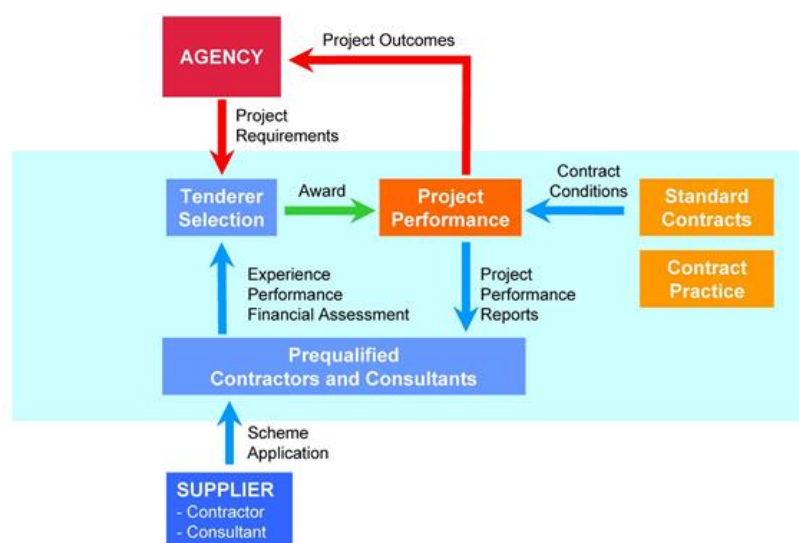 AGENCY
Project Outcomes
Project
Requirements
Tenderer
Selection
Award
Project
Performance
Contract
Conditions
Standard
Contracts
Contract
Practice
Experience
Performance
Financial Assessment
Project
Performance
Reports
Prequalified
Contractors and Consultants
Scheme
Application
SUPPLIER
- Contractor
- Consultant